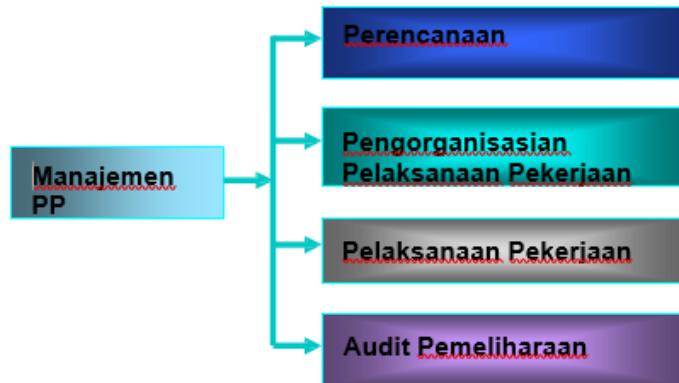 Perencanaan
Pengorganisasian
Pelaksanaan Pekerjaan
Manajemen
PP
Pelaksanaan Pekerjaan
Audit Pemeliharaan